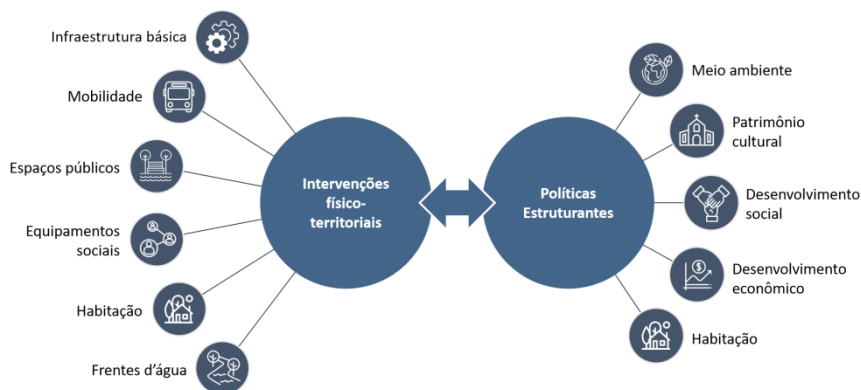 Infraestrutura básica
Mobilidade
Espaços públicos
Equipamentos
sociais
Habitação
Frentes d'água
Intervenções
físico-
territoriais
Políticas
Estruturantes
Meio ambiente
Patrimônio
cultural
Desenvolvimento
social
Desenvolvimento
econômico
Habitação